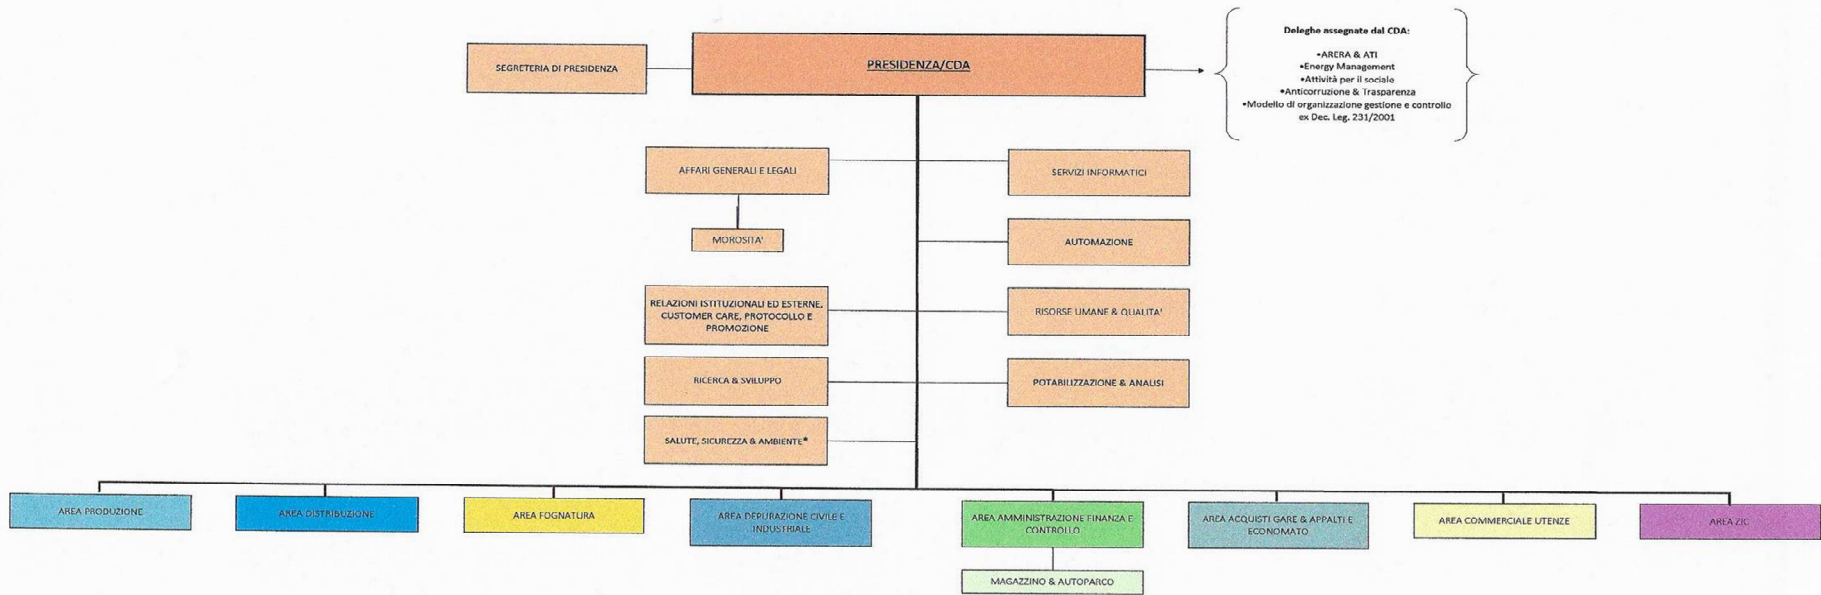 SEGRETERIA DI PRESIDENZA
PRESIDENZA/CDA
Deleghe assegnate dal CDA:
•ARERA & ATI
•Energy Management
•Attività per il sociale
•Anticorruzione & Trasparenza
•Modello di organizzazione gestione e controllo
ex Dec. Leg. 231/2001
AFFARI GENERALI E LEGALI
SERVIZI INFORMATICI
MOROSITA'
AUTOMAZIONE
RELAZIONI ISTITUZIONALI ED ESTERNE.
CUSTOMER CARE, PROTOCOLLO E
PROMOZIONE
RISORSE UMANE & QUALITA'
RICERCA & SVILUPPO
POTABILIZZAZIONE & ANALISI
SALUTE, SICUREZZA & AMBIENTE*
AREA PRODUZIONE
AREA DISTRIBUZIONE
AREA FOGNATURA
AREA DEPURAZIONE CIVILE E
INDUSTRIALE
AREA AMMINISTRAZIONE FINANZA E
CONTROLLO
AREA ACQUISTI GARE & APPALTI E
ECONOMATO
AREA COMMERCIALE UTENZE
AREA ZIC
MAGAZZINO & AUTOPARCO